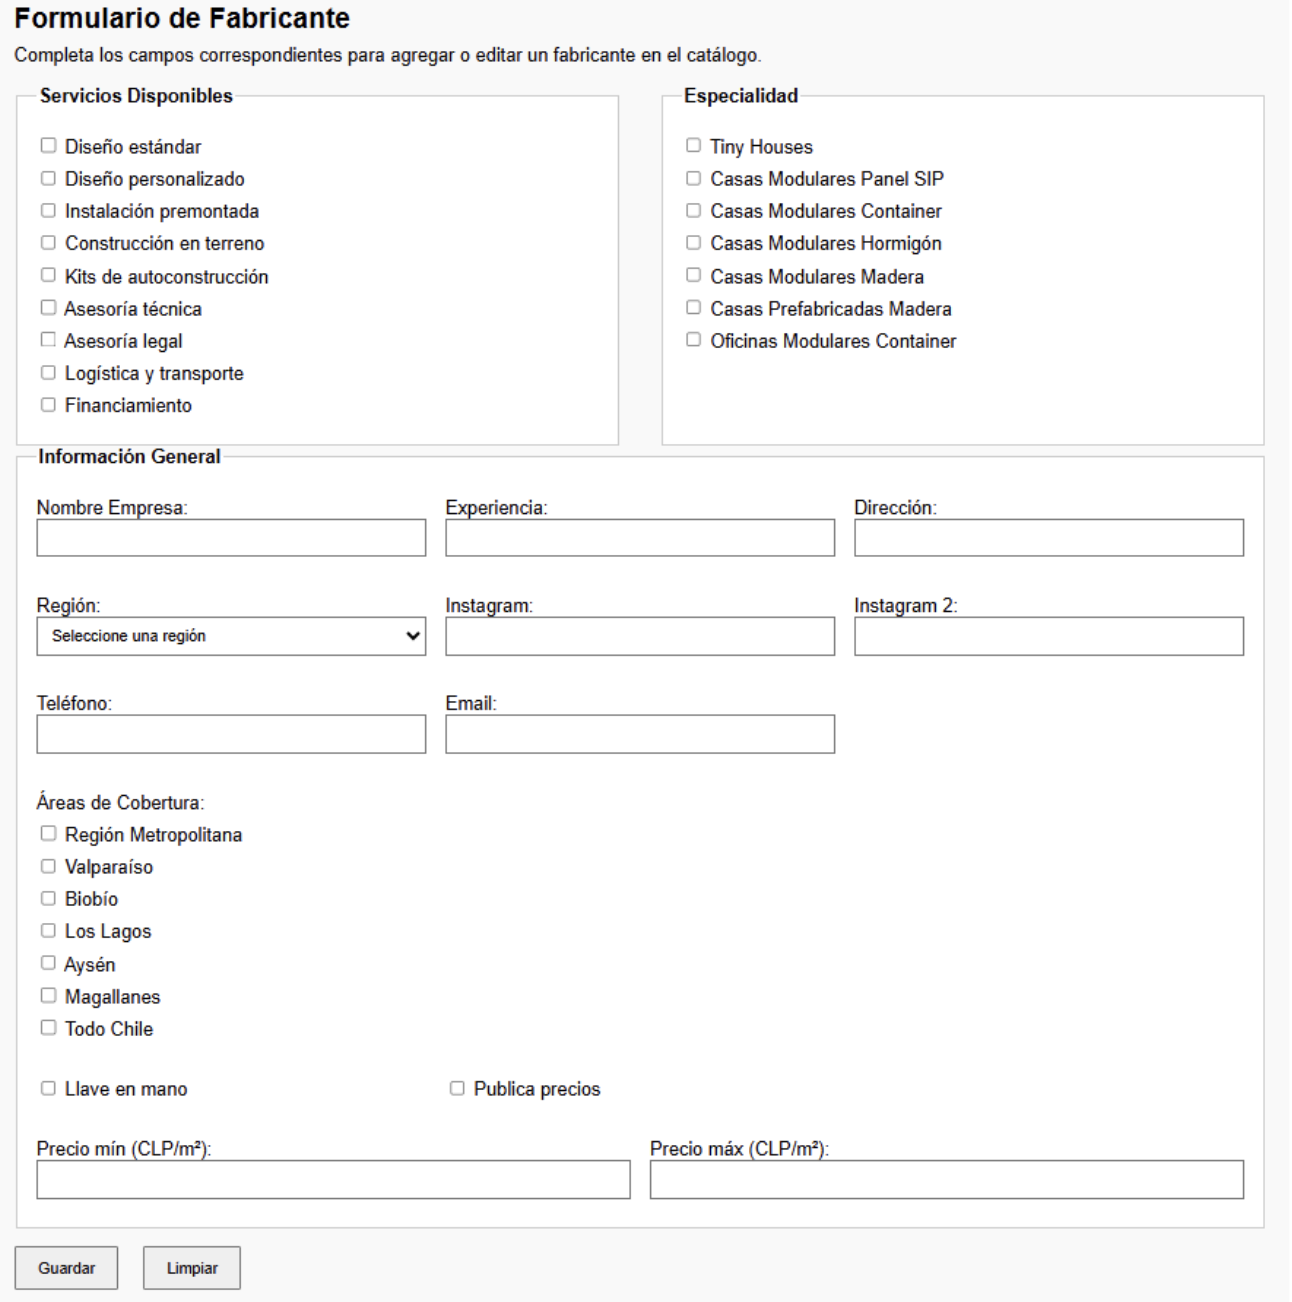 Formulario de Fabricante
Completa los campos correspondientes para agregar o editar un fabricante en el catálogo.
Servicios Disponibles
Diseño estándar
Diseño personalizado
Instalación premontada
Construcción en terreno
Kits de autoconstrucción
Asesoría técnica
Asesoría legal
Logística y transporte
Financiamiento
Especialidad
Tiny Houses
Casas Modulares Panel SIP
Casas Modulares Container
Casas Modulares Hormigón
Casas Modulares Madera
Casas Prefabricadas Madera
Oficinas Modulares Container
Información General
Nombre Empresa:
Experiencia:
Dirección:
Región:
Seleccione una región
Instagram:
Instagram 2:
Teléfono:
Email:
Áreas de Cobertura:
Región Metropolitana
Valparaíso
Biobío
Los Lagos
Aysén
Magallanes
Todo Chile
Llave en mano
Publica precios
Precio mín (CLP/m²):
Precio máx (CLP/m²):
Guardar
Limpiar